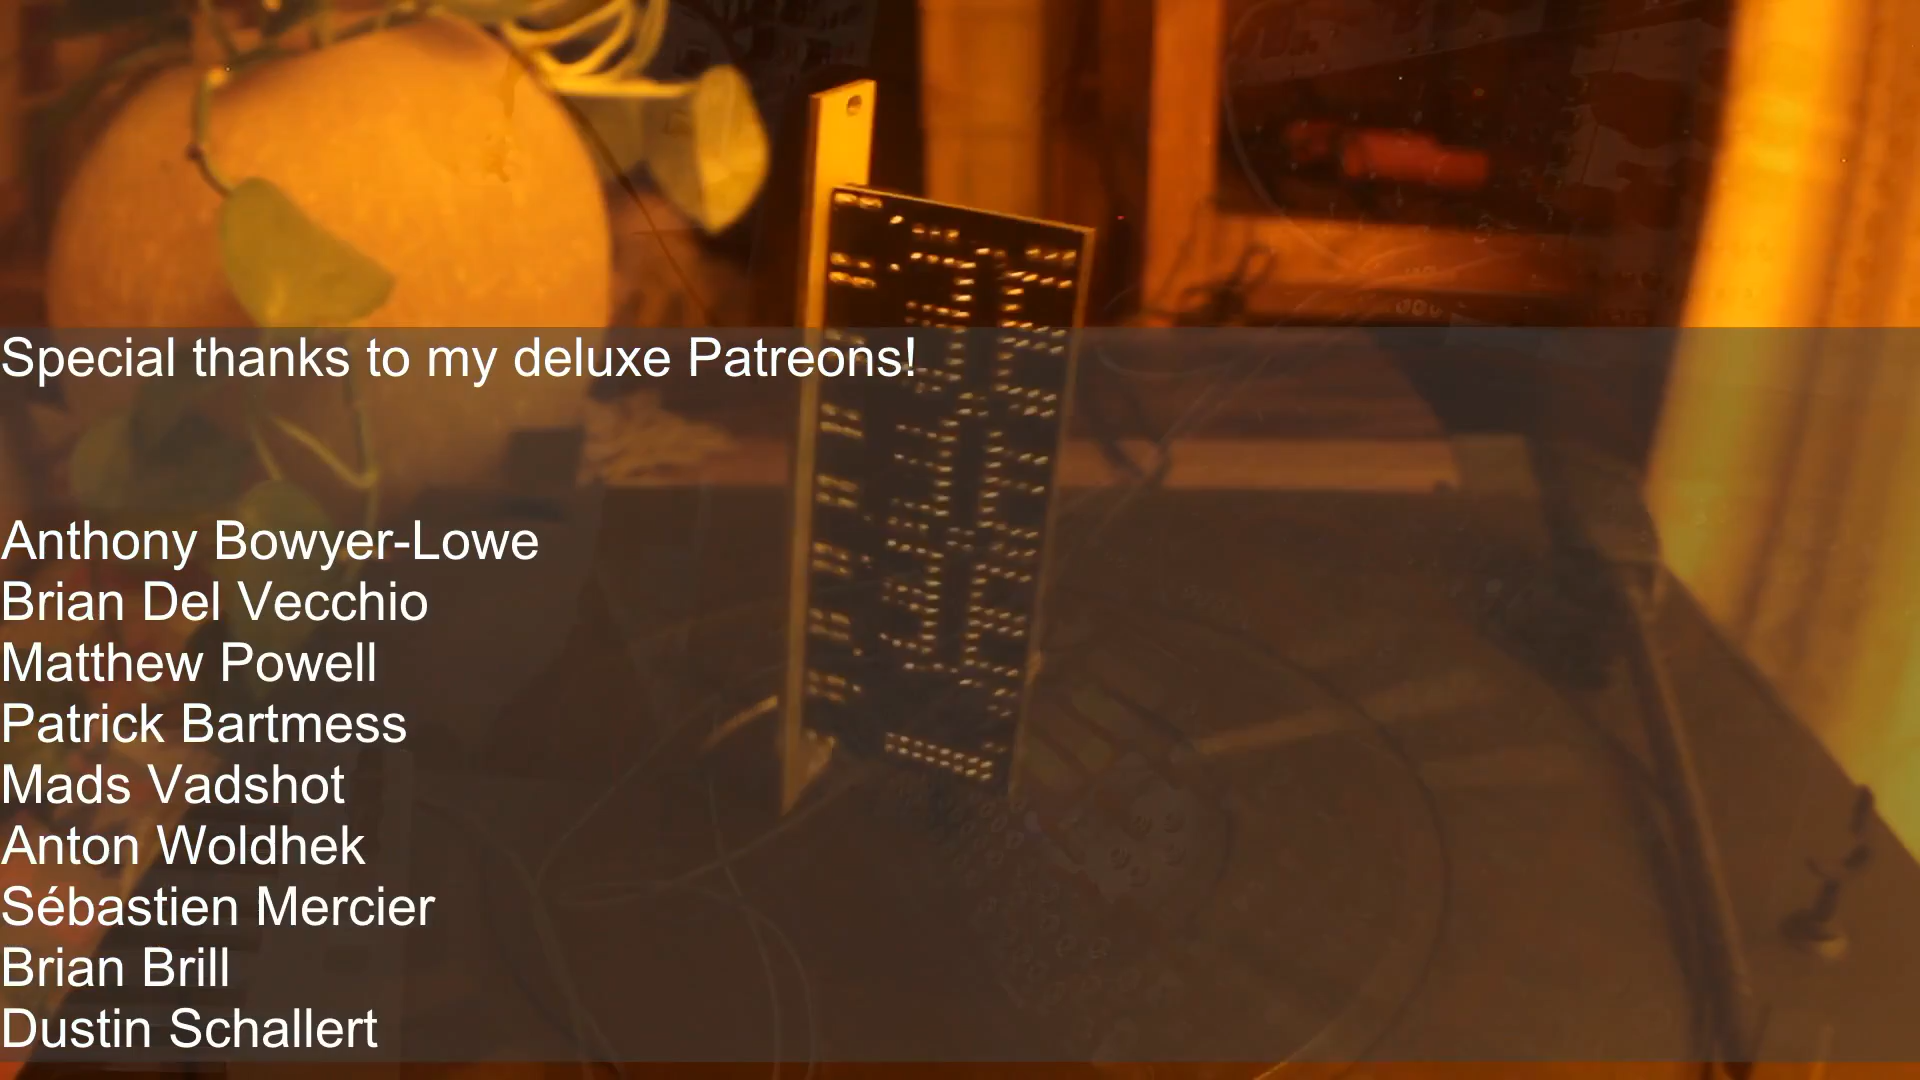 Special thanks to my deluxe Patreons!
Anthony Bowyer-Lowe
Brian Del Vecchio
Matthew Powell
Patrick Bartmess
Mads Vadshot
Anton Woldhek
Sébastien Mercier
Brian Brill
Dustin Schallert